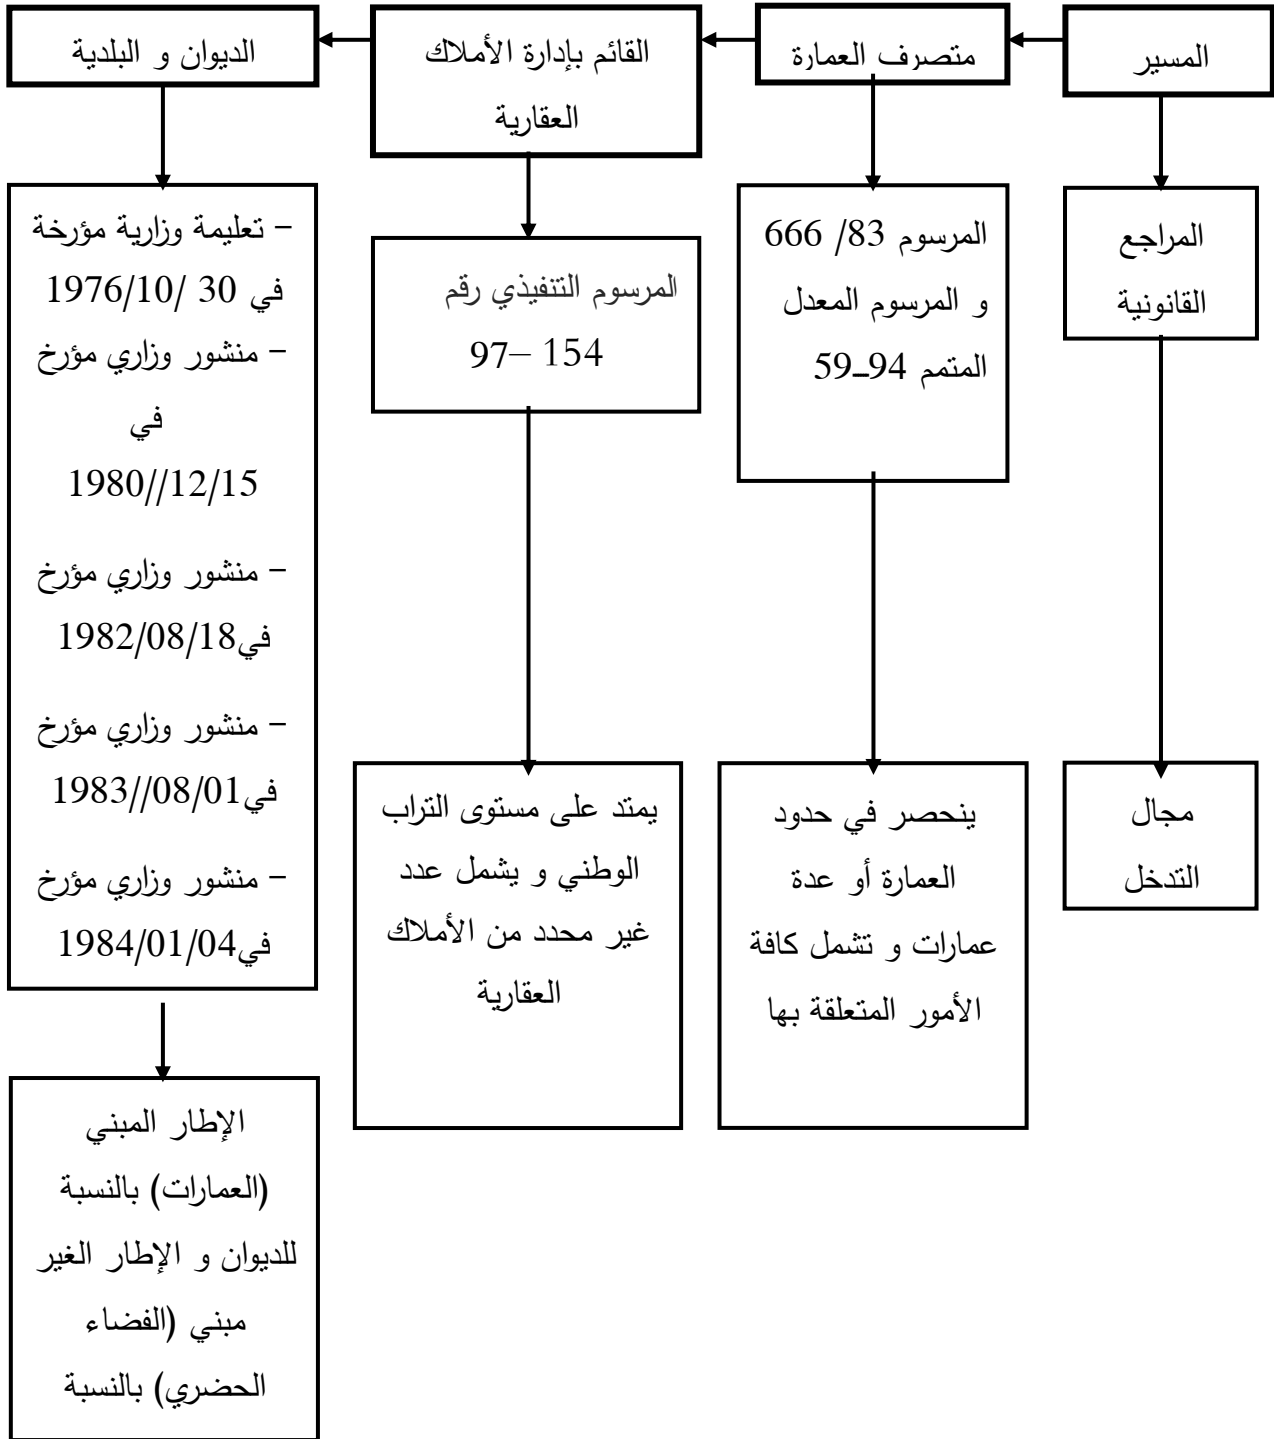 المسير
متصرف العمارة
القائم بإدارة الأملاك
العقارية
الديوان و البلدية
المراجع
القانونية
المرسوم 83/ 666
و المرسوم المعدل
المتمم 94ـ59
المرسوم التنفيذي رقم
97– 154
– تعليمة وزارية مؤرخة
في 30 /1976/10
– منشور وزاري مؤرخ
في
1980//12/15
– منشور وزاري مؤرخ
في1982/08/18
– منشور وزاري مؤرخ
في1983//08/01
– منشور وزاري مؤرخ
في1984/01/04
مجال
التدخل
ينحصر في حدود
العمارة أو عدة
عمارات و تشمل كافة
الأمور المتعلقة بها
يمتد على مستوى التراب
الوطني و يشمل عدد
غير محدد من الأملاك
العقارية
الإطار المبني
(العمارات) بالنسبة
للديوان و الإطار الغير
مبني (الفضاء
الحضري) بالنسبة